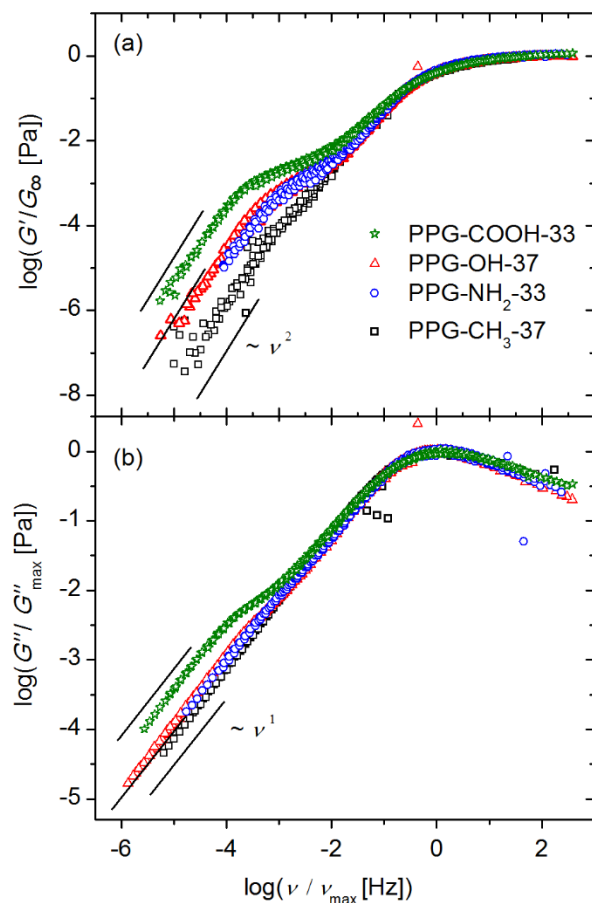 (a)
0
-2
-4
-6
-8
log(G'/G∞ [Pa])
PPG-COOH-33
PPG-OH-37
PPG-NH₂-33
PPG-CH₃-37
~ ν²
(b)
0
-1
-2
-3
-4
-5
log(G''/ G''max [Pa])
~ ν¹
-6 -4 -2 0 2
log(ν / νmax [Hz])